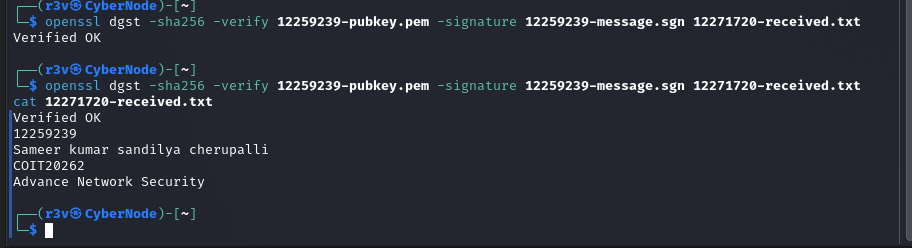 ┌──(r3v㉿CyberNode)-[~]
└─$ openssl dgst -sha256 -verify 12259239-pubkey.pem -signature 12259239-message.sgn 12271720-received.txt
Verified OK
┌──(r3v㉿CyberNode)-[~]
└─$ openssl dgst -sha256 -verify 12259239-pubkey.pem -signature 12259239-message.sgn 12271720-received.txt
cat 12271720-received.txt
Verified OK
12259239
Sameer kumar sandilya cherupalli
COIT20262
Advance Network Security
┌──(r3v㉿CyberNode)-[~]
└─$